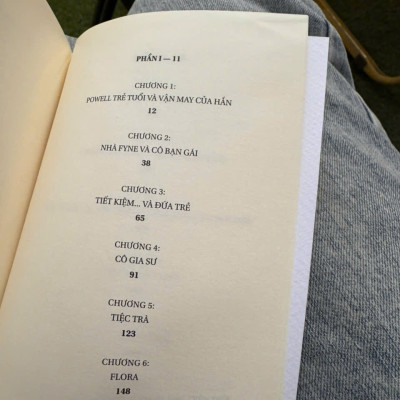 PHẦN I — 11
CHƯƠNG 1:
POWELL TRẺ TUỔI VÀ VẬN MAY CỦA HẮN
12
CHƯƠNG 2:
NHÀ FYNE VÀ CÔ BẠN GÁI
38
CHƯƠNG 3:
TIẾT KIỆM... VÀ ĐỨA TRẺ
65
CHƯƠNG 4:
CÔ GIA SƯ
91
CHƯƠNG 5:
TIỆC TRÀ
123
CHƯƠNG 6:
FLORA
148